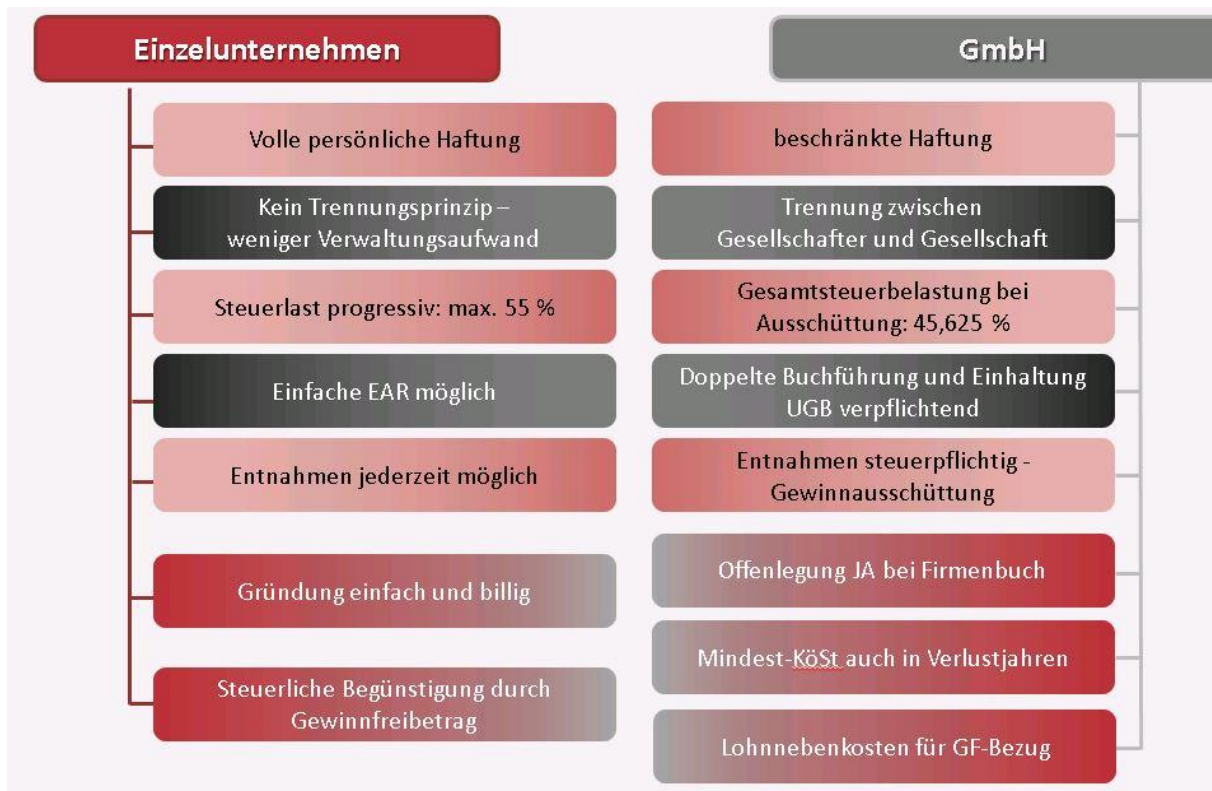 Einzelunternehmen
Volle persönliche Haftung
Kein Trennungsprinzip –
weniger Verwaltungsaufwand
Steuerlast progressiv: max. 55 %
Einfache EAR möglich
Entnahmen jederzeit möglich
Gründung einfach und billig
Steuerliche Begünstigung durch
Gewinnfreibetrag
GmbH
beschränkte Haftung
Trennung zwischen
Gesellschafter und Gesellschaft
Gesamtsteuerbelastung bei
Ausschüttung: 45,625 %
Doppelte Buchführung und Einhaltung
UGB verpflichtend
Entnahmen steuerpflichtig -
Gewinnausschüttung
Offenlegung JA bei Firmenbuch
Mindest-KöSt auch in Verlustjahren
Lohnnebenkosten für GF-Bezug